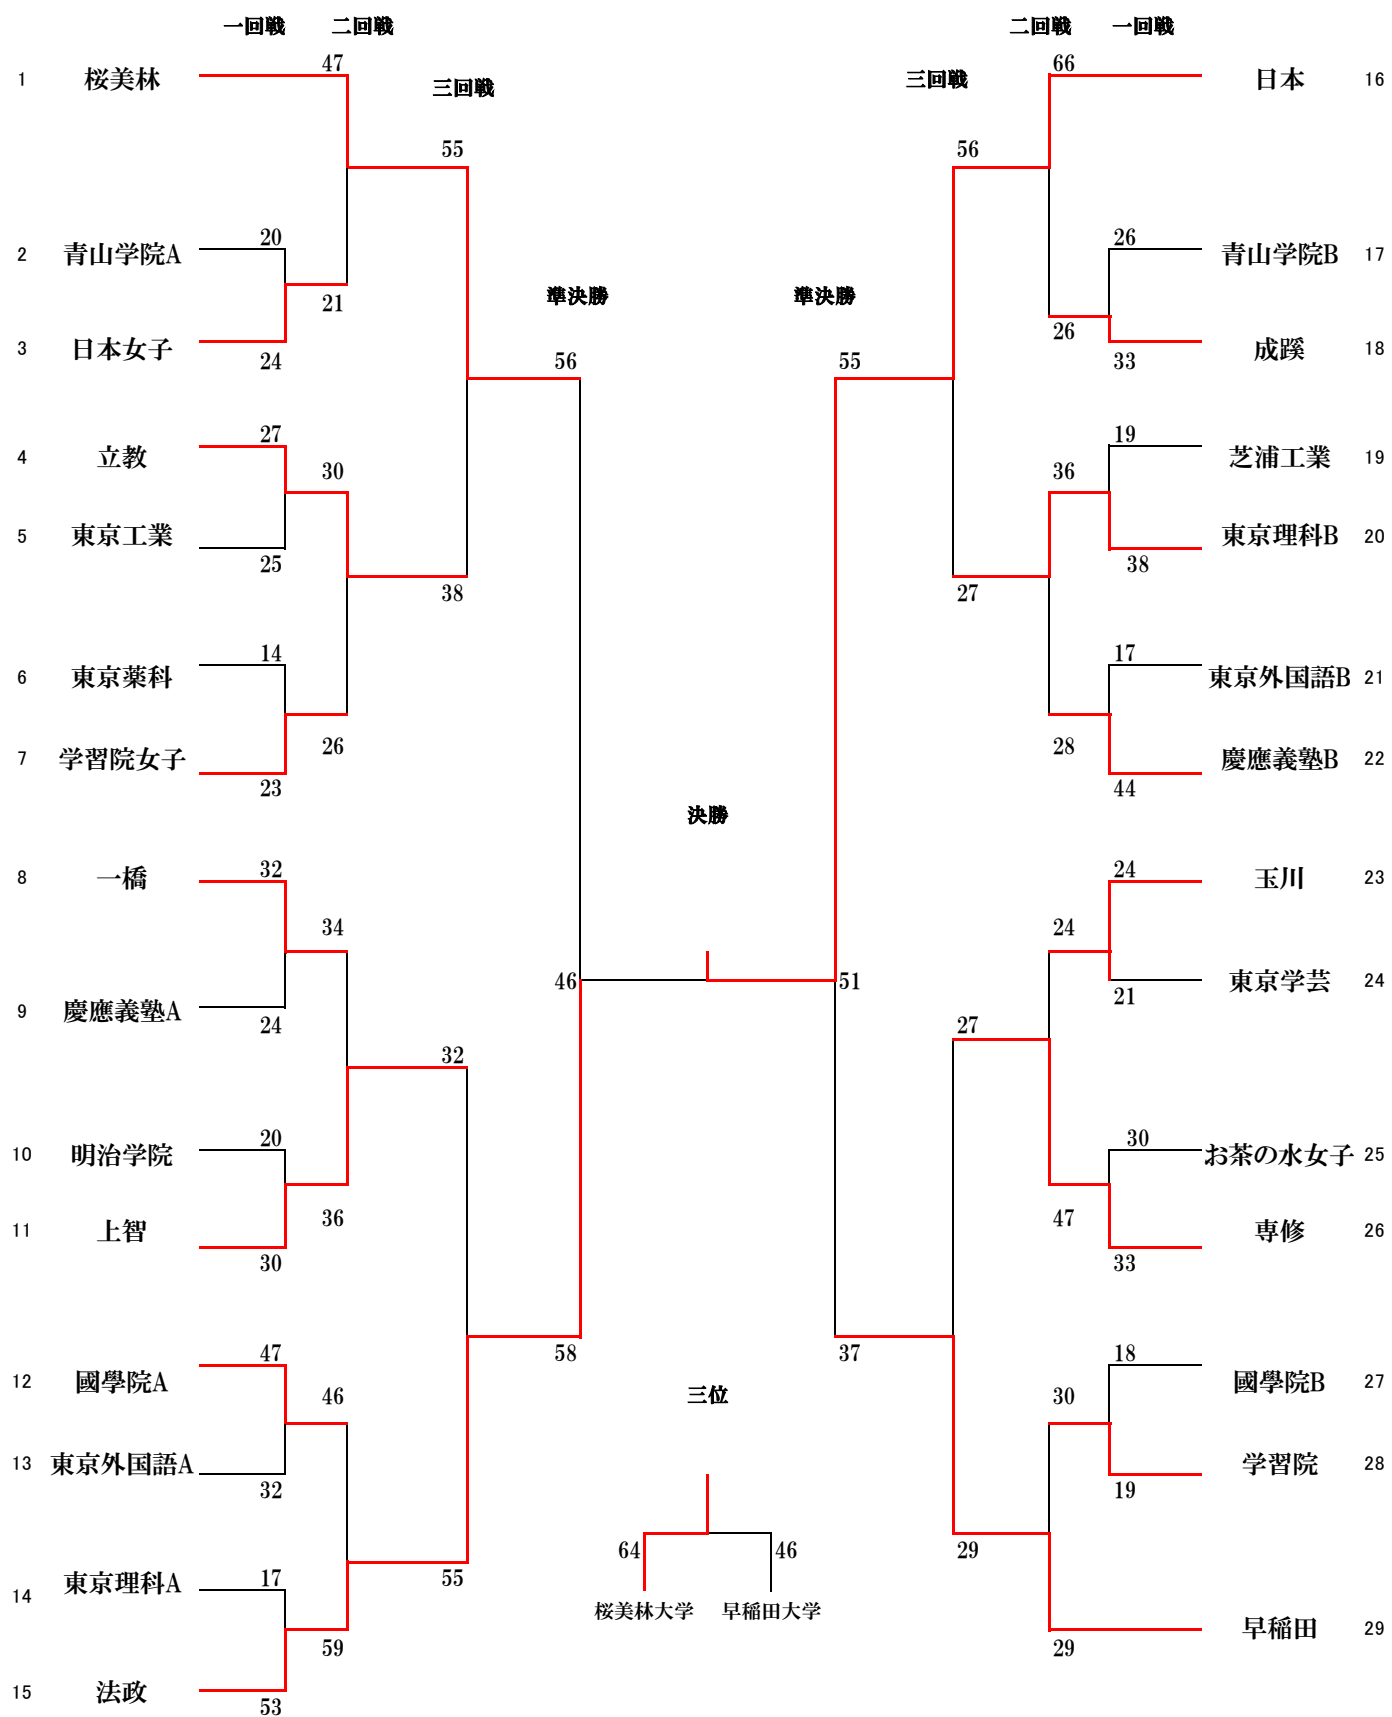 一回戦 二回戦 二回戦 一回戦
三回戦 三回戦
1 桜美林 47 66 日本 16
55 56
2 青山学院A 20 26 青山学院B 17
21 26
3 日本女子 24 33 成蹊 18
準決勝 準決勝
56 55
4 立教 27 19 芝浦工業 19
30 36
5 東京工業 25 38 東京理科B 20
38 27
6 東京薬科 14 17 東京外国語B 21
26 28
7 学習院女子 23 44 慶應義塾B 22
決勝
8 一橋 32 24 玉川 23
34 24
46 51
9 慶應義塾A 24 21 東京学芸 24
32 27
10 明治学院 20 30 お茶の水女子 25
36 47
11 上智 30 33 専修 26
58 37
12 國學院A 47 18 國學院B 27
46 30
三位
13 東京外国語A 32 19 学習院 28
55 64 46 29
14 東京理科A 17
桜美林大学 早稲田大学
59 29 早稲田 29
15 法政 53